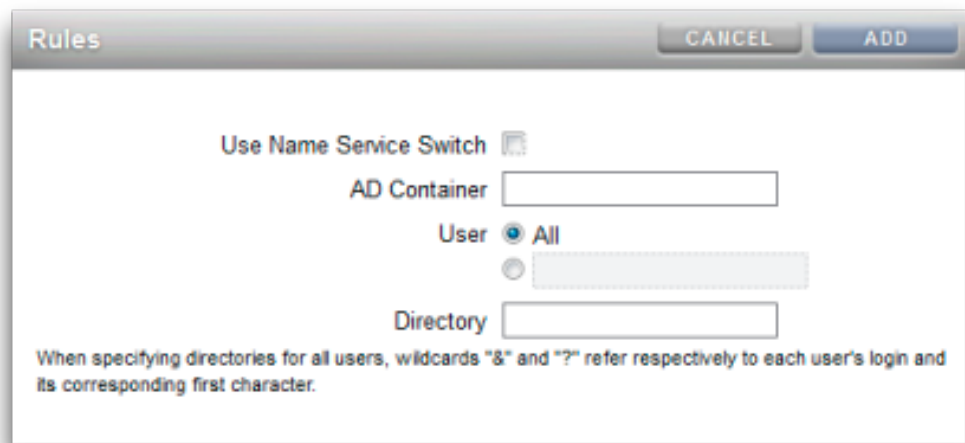 Rules
CANCEL
ADD
Use Name Service Switch
AD Container
User
All
Directory
When specifying directories for all users, wildcards "&" and "?" refer respectively to each user's login and
its corresponding first character.